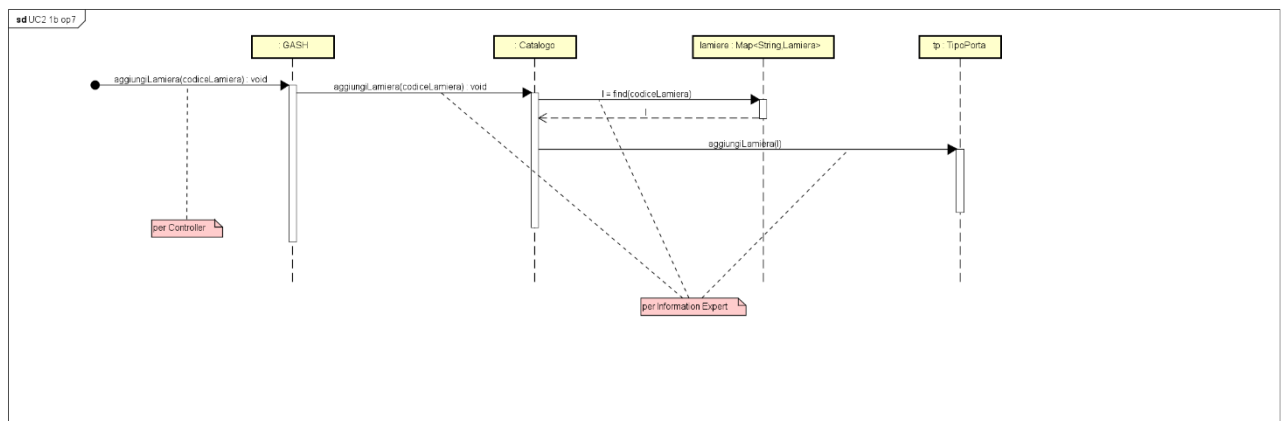 sd UC2 1b op7
: GASH
: Catalogo
lamiere : Map<String,Lamiera>
tp : TipoPorta
aggiungiLamiera(codiceLamiera) : void
aggiungiLamiera(codiceLamiera) : void
l = find(codiceLamiera)
l
aggiungiLamiera(l)
per Controller
per Information Expert